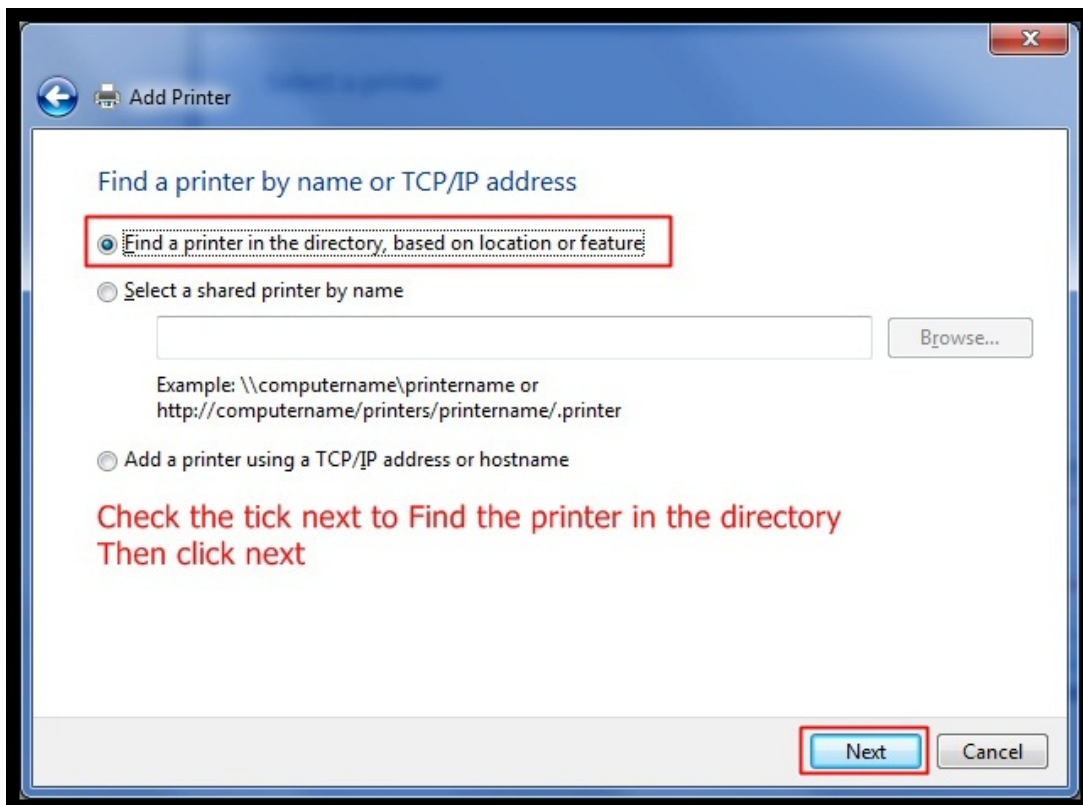 Add Printer
Find a printer by name or TCP/IP address
Find a printer in the directory, based on location or feature
Select a shared printer by name
Browse...
Example: \\computername\printername or
http://computername/printers/printername/.printer
Add a printer using a TCP/IP address or hostname
Check the tick next to Find the printer in the directory
Then click next
Next
Cancel